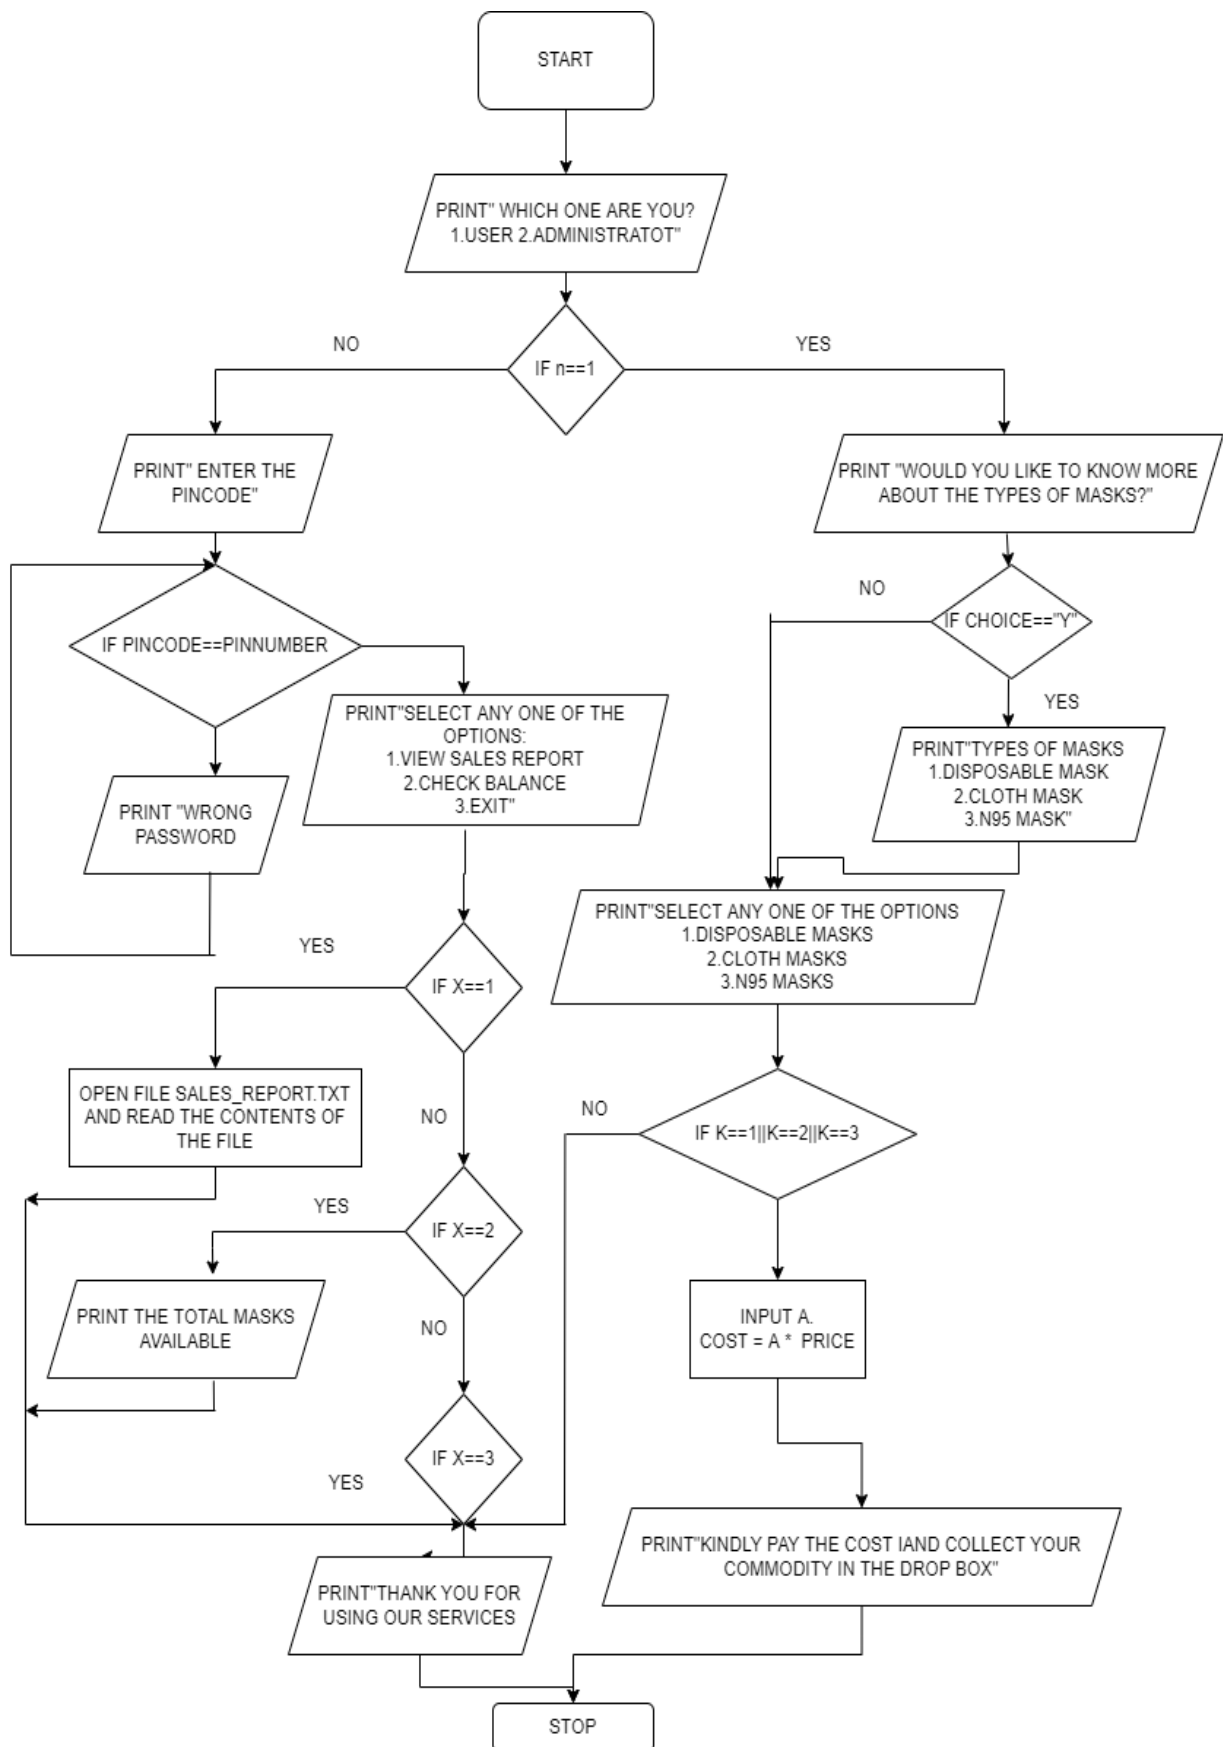 START
PRINT" WHICH ONE ARE YOU?
1.USER 2.ADMINISTRATOT"
NO
YES
IF n==1
PRINT" ENTER THE
PINCODE"
PRINT "WOULD YOU LIKE TO KNOW MORE
ABOUT THE TYPES OF MASKS?"
NO
IF CHOICE=="Y"
IF PINCODE==PINNUMBER
YES
PRINT"SELECT ANY ONE OF THE
OPTIONS:
1.VIEW SALES REPORT
2.CHECK BALANCE
3.EXIT"
PRINT"TYPES OF MASKS
1.DISPOSABLE MASK
2.CLOTH MASK
3.N95 MASK"
PRINT "WRONG
PASSWORD
PRINT"SELECT ANY ONE OF THE OPTIONS
1.DISPOSABLE MASKS
2.CLOTH MASKS
3.N95 MASKS
YES
IF X==1
OPEN FILE SALES_REPORT.TXT
AND READ THE CONTENTS OF
THE FILE
NO
NO
IF K==1||K==2||K==3
YES
IF X==2
PRINT THE TOTAL MASKS
AVAILABLE
NO
INPUT A.
COST = A * PRICE
IF X==3
YES
PRINT"KINDLY PAY THE COST IAND COLLECT YOUR
COMMODITY IN THE DROP BOX"
PRINT"THANK YOU FOR
USING OUR SERVICES
STOP